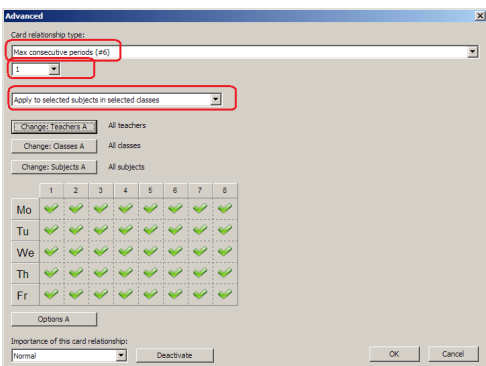 Advanced
Card relationship type:
Max consecutive periods (#6)
1
Apply to selected subjects in selected classes
Change: Teachers A All teachers
Change: Classes A All classes
Change: Subjects A All subjects
1 2 3 4 5 6 7 8
Mo
Tu
We
Th
Fr
Options A
Importance of this card relationship:
Normal Deactivate OK Cancel